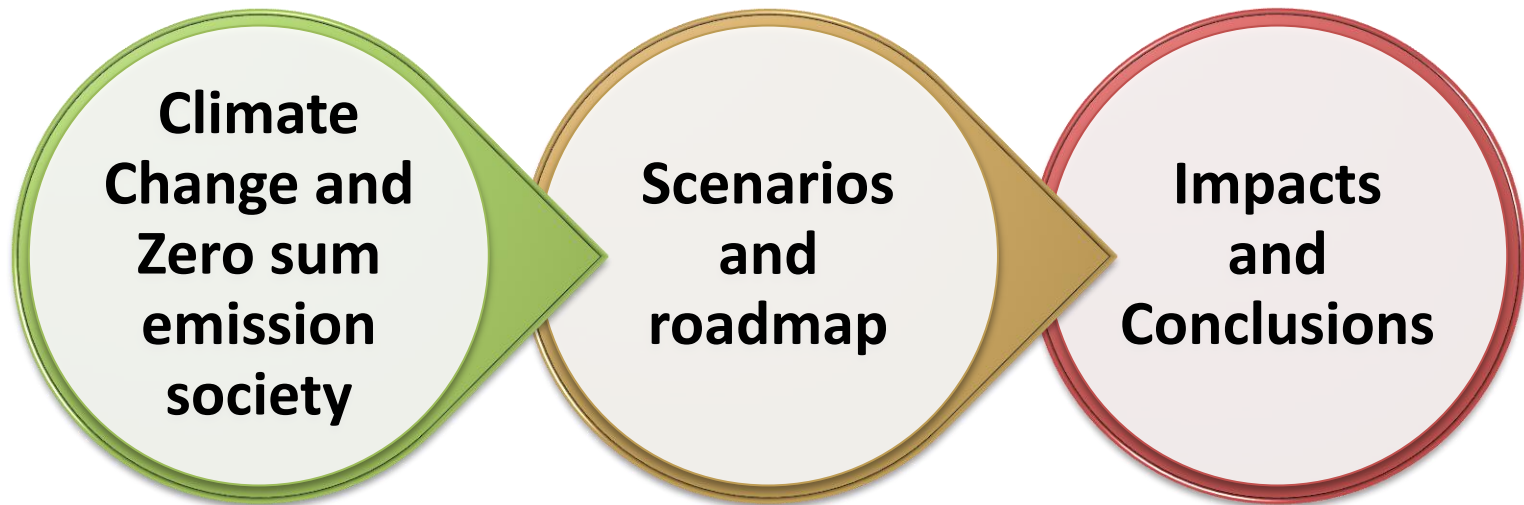 Climate
Change and
Zero sum
emission
society
Scenarios
and
roadmap
Impacts
and
Conclusions